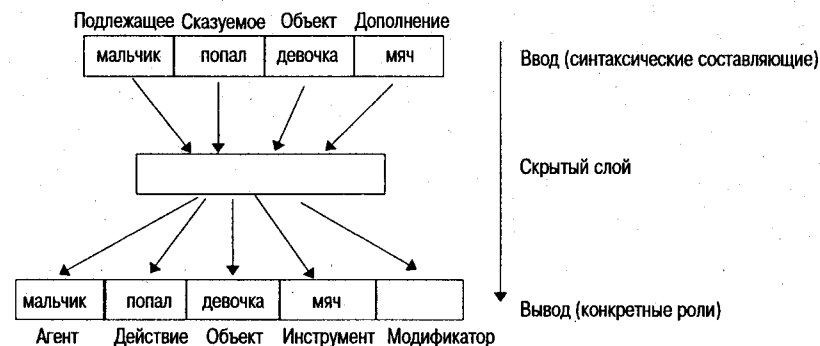 Подлежащее Сказуемое Объект Дополнение
мальчик попал девочка мяч
Ввод (синтаксические составляющие)
Скрытый слой
мальчик попал девочка мяч
Вывод (конкретные роли)
Агент Действие Объект Инструмент Модификатор